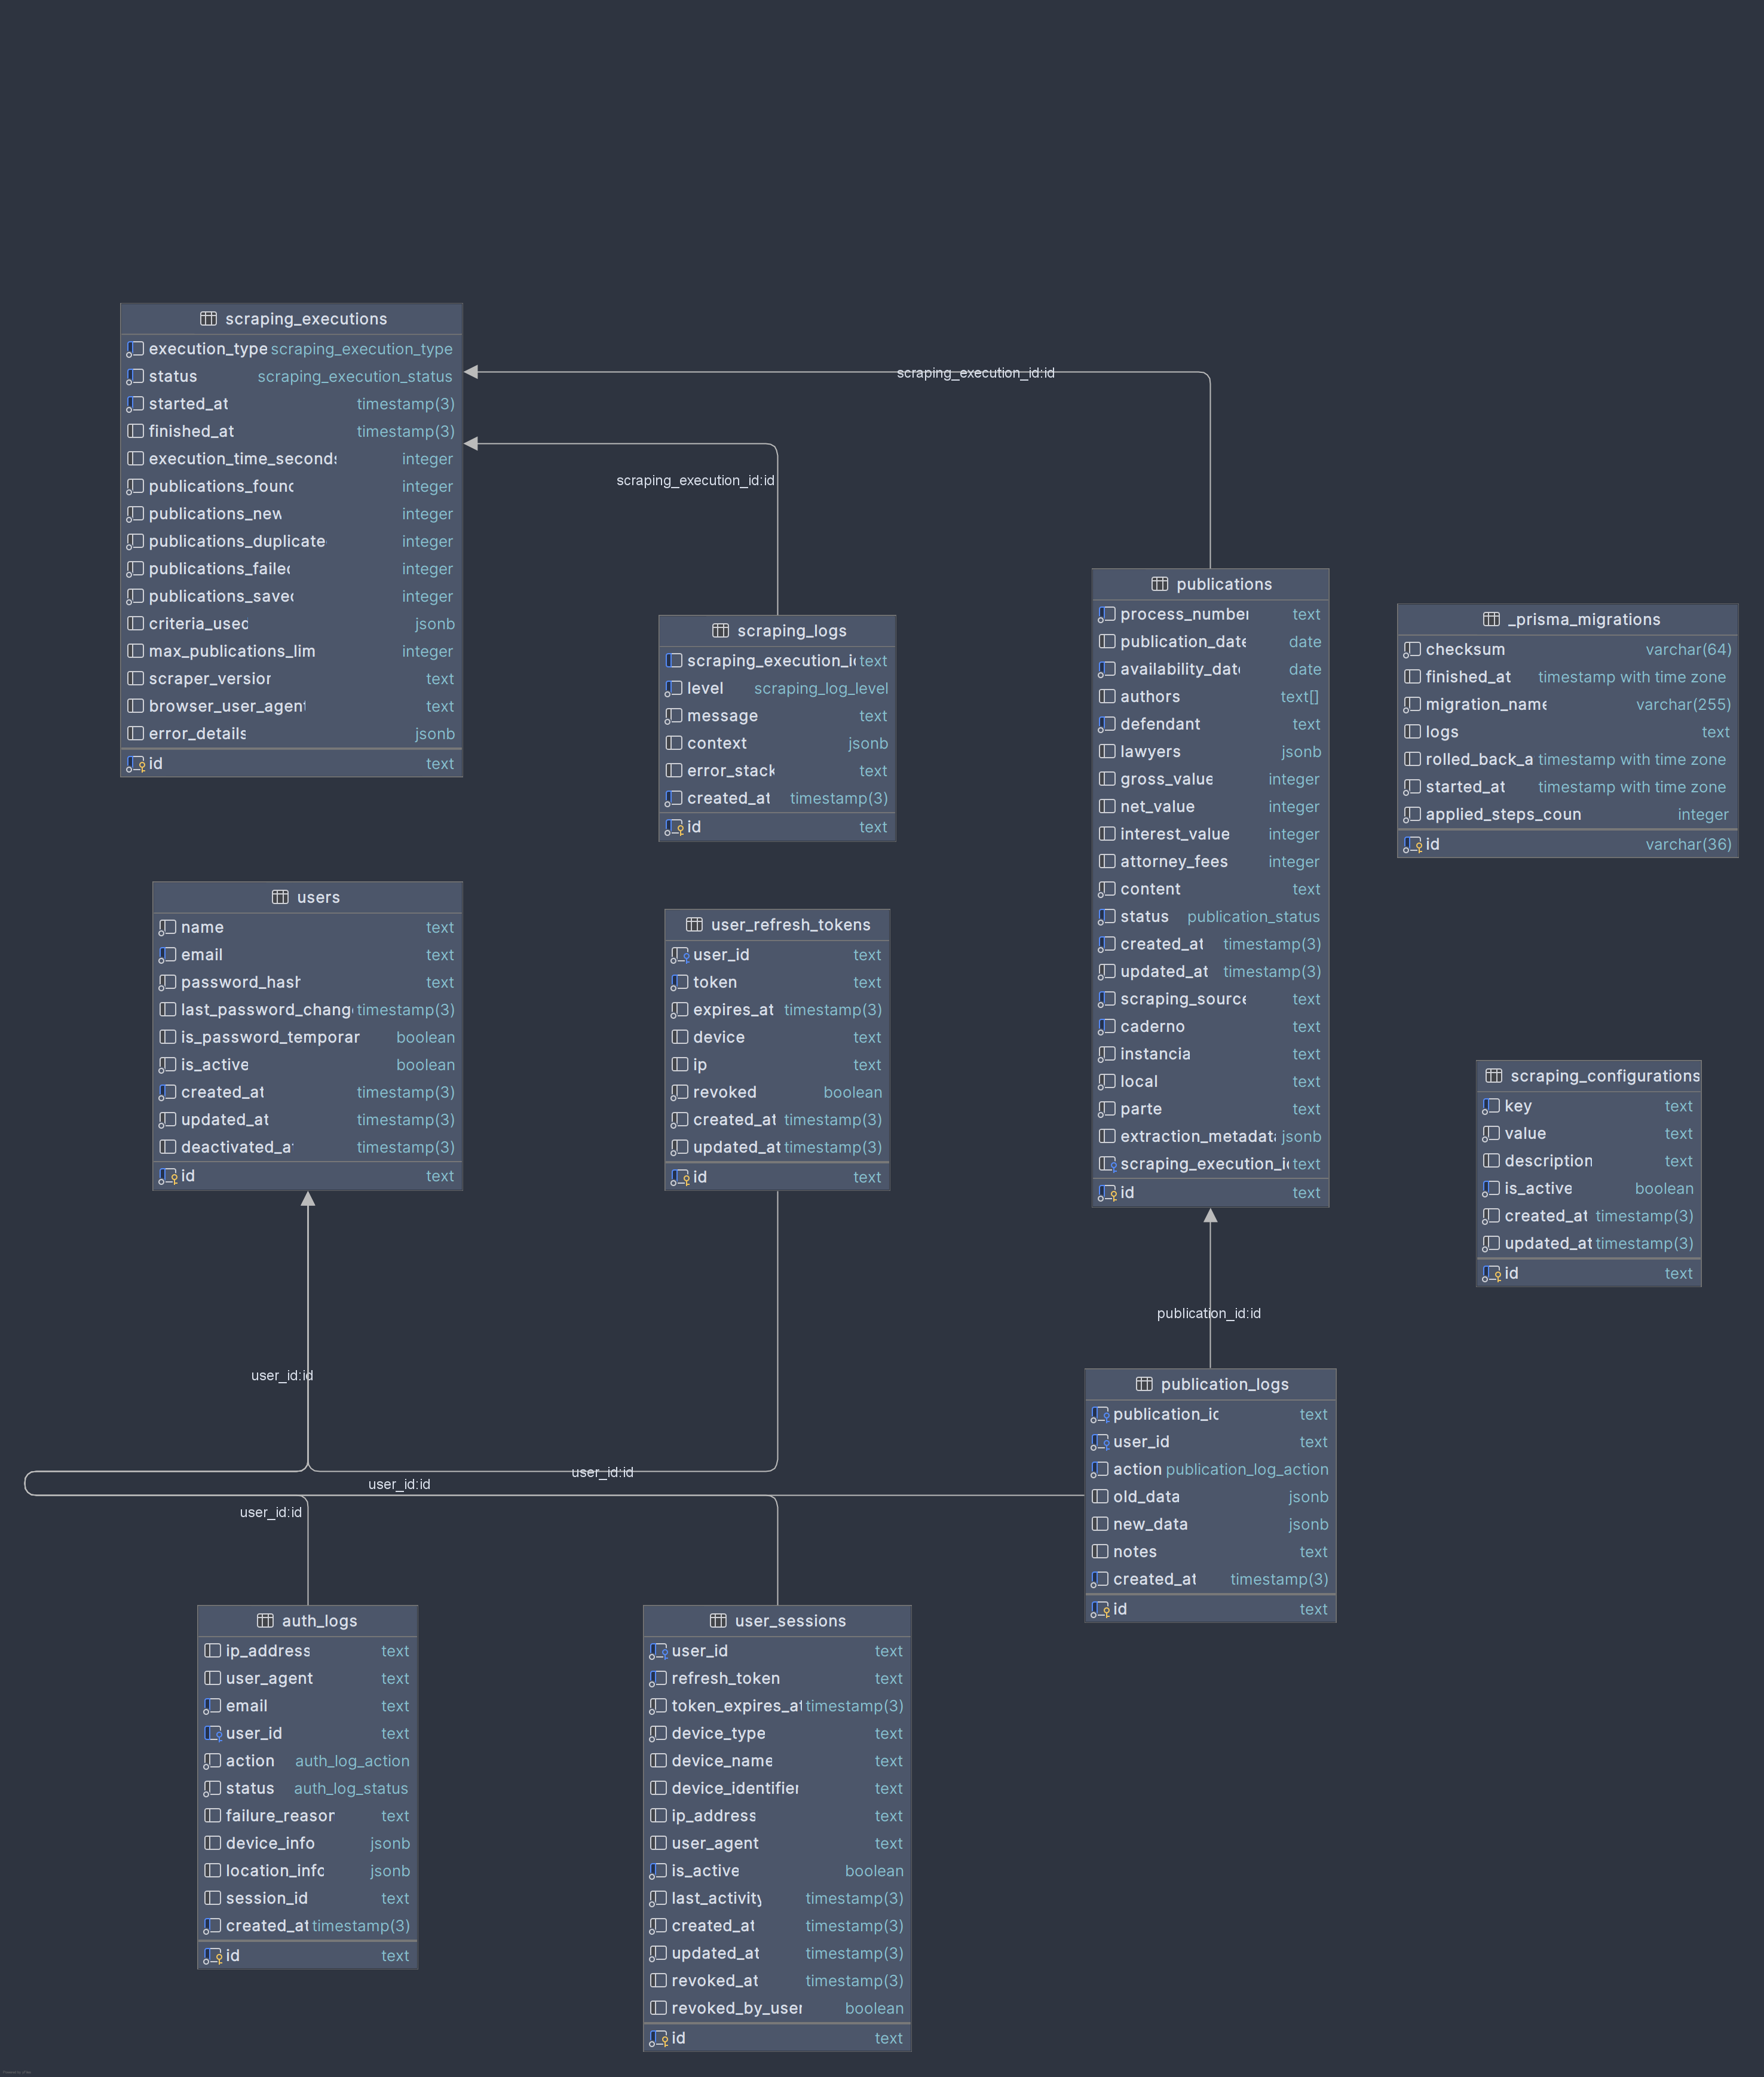 scraping_executions
execution_type scraping_execution_type
status scraping_execution_status
started_at timestamp(3)
finished_at timestamp(3)
execution_time_seconds integer
publications_found integer
publications_new integer
publications_duplicate integer
publications_failed integer
publications_saved integer
criteria_used jsonb
max_publications_lim integer
scraper_version text
browser_user_agent text
error_details jsonb
id text
scraping_execution_id:id
scraping_execution_id:id
scraping_logs
scraping_execution_id text
level scraping_log_level
message text
context jsonb
error_stack text
created_at timestamp(3)
id text
publications
process_number text
publication_date date
availability_date date
authors text[]
defendant text
lawyers jsonb
gross_value integer
net_value integer
interest_value integer
attorney_fees integer
content text
status publication_status
created_at timestamp(3)
updated_at timestamp(3)
scraping_source text
caderno text
instancia text
local text
parte text
extraction_metadata jsonb
scraping_execution_id text
id text
_prisma_migrations
checksum varchar(64)
finished_at timestamp with time zone
migration_name varchar(255)
logs text
rolled_back_a timestamp with time zone
started_at timestamp with time zone
applied_steps_coun integer
id varchar(36)
users
name text
email text
password_hash text
last_password_chang timestamp(3)
is_password_temporar boolean
is_active boolean
created_at timestamp(3)
updated_at timestamp(3)
deactivated_at timestamp(3)
id text
user_refresh_tokens
user_id text
token text
expires_at timestamp(3)
device text
ip text
revoked boolean
created_at timestamp(3)
updated_at timestamp(3)
id text
scraping_configurations
key text
value text
description text
is_active boolean
created_at timestamp(3)
updated_at timestamp(3)
id text
publication_id:id
user_id:id
user_id:id
user_id:id
user_id:id
publication_logs
publication_id text
user_id text
action publication_log_action
old_data jsonb
new_data jsonb
notes text
created_at timestamp(3)
id text
auth_logs
ip_address text
user_agent text
email text
user_id text
action auth_log_action
status auth_log_status
failure_reason text
device_info jsonb
location_info jsonb
session_id text
created_at timestamp(3)
id text
user_sessions
user_id text
refresh_token text
token_expires_at timestamp(3)
device_type text
device_name text
device_identifier text
ip_address text
user_agent text
is_active boolean
last_activity timestamp(3)
created_at timestamp(3)
updated_at timestamp(3)
revoked_at timestamp(3)
revoked_by_user boolean
id text